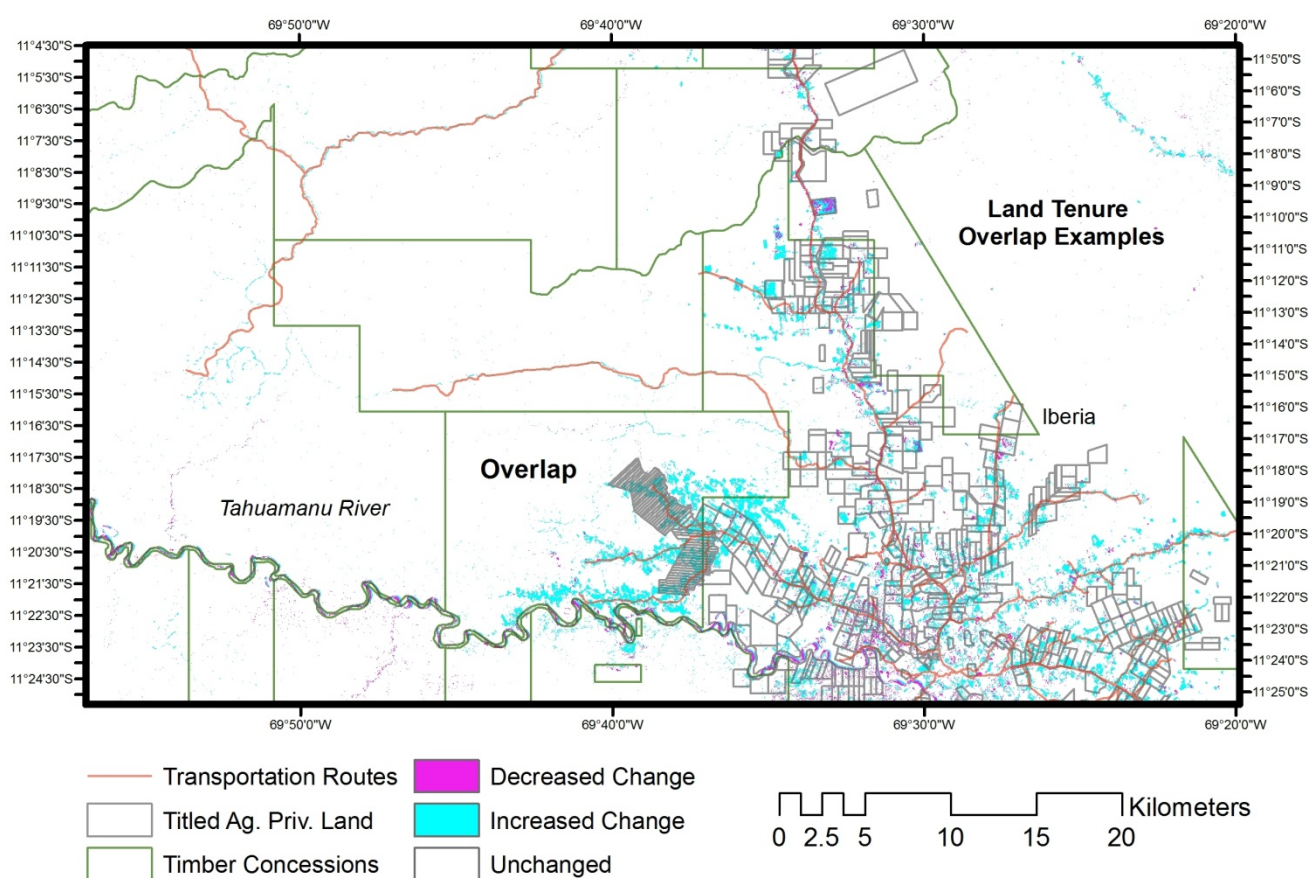 69°50'0"W 69°40'0"W 69°30'0"W 69°20'0"W
11°4'30"S
11°5'30"S
11°6'30"S
11°7'30"S
11°8'30"S
11°9'30"S
11°10'30"S
11°11'30"S
11°12'30"S
11°13'30"S
11°14'30"S
11°15'30"S
11°16'30"S
11°17'30"S
11°18'30"S
11°19'30"S
11°20'30"S
11°21'30"S
11°22'30"S
11°23'30"S
11°24'30"S
Land Tenure
Overlap Examples
Iberia
Overlap
Tahuamanu River
11°5'0"S
11°6'0"S
11°7'0"S
11°8'0"S
11°9'0"S
11°10'0"S
11°11'0"S
11°12'0"S
11°13'0"S
11°14'0"S
11°15'0"S
11°16'0"S
11°17'0"S
11°18'0"S
11°19'0"S
11°20'0"S
11°21'0"S
11°22'0"S
11°23'0"S
11°24'0"S
11°25'0"S
69°50'0"W 69°40'0"W 69°30'0"W 69°20'0"W
Transportation Routes
Titled Ag. Priv. Land
Timber Concessions
Decreased Change
Increased Change
Unchanged
Kilometers
0 2.5 5 10 15 20